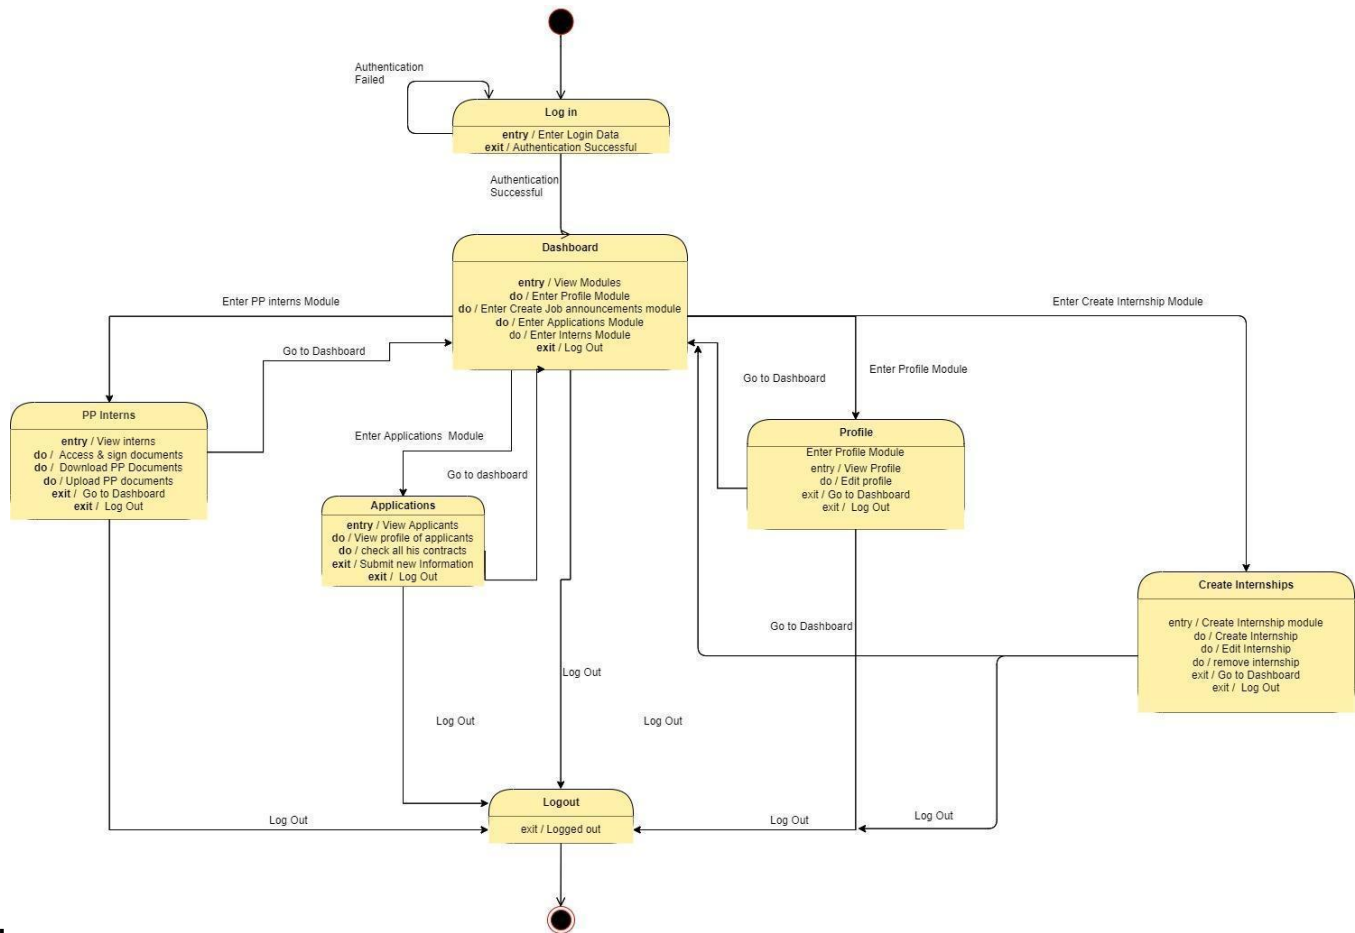 Authentication
Failed
Log in
entry / Enter Login Data
exit / Authentication Successful
Authentication
Successful
Dashboard
entry / View Modules
do / Enter Profile Module
do / Enter Create Job announcements module
do / Enter Applications Module
do / Enter Interns Module
exit / Log Out
Enter PP interns Module
Enter Create Internship Module
Go to Dashboard
Enter Profile Module
Go to Dashboard
PP Interns
entry / View interns
do / Access & sign documents
do / Download PP Documents
do / Upload PP documents
exit / Go to Dashboard
exit / Log Out
Enter Applications Module
Go to dashboard
Profile
Enter Profile Module
entry / View Profile
do / Edit profile
exit / Go to Dashboard
exit / Log Out
Applications
entry / View Applicants
do / View profile of applicants
do / check all his contracts
exit / Submit new Information
exit / Log Out
Create Internships
entry / Create Internship module
do / Create Internship
do / Edit Internship
do / remove internship
exit / Go to Dashboard
exit / Log Out
Go to Dashboard
Log Out
Log Out
Log Out
Logout
exit / Logged out
Log Out
Log Out
Log Out